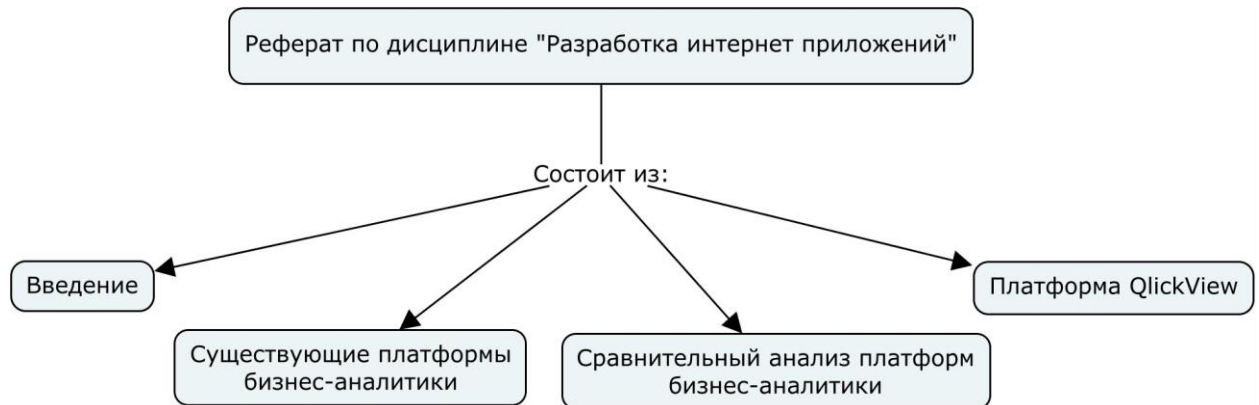 Реферат по дисциплине "Разработка интернет приложений"
Состоит из:
Введение
Платформа QlickView
Существующие платформы
бизнес-аналитики
Сравнительный анализ платформ
бизнес-аналитики